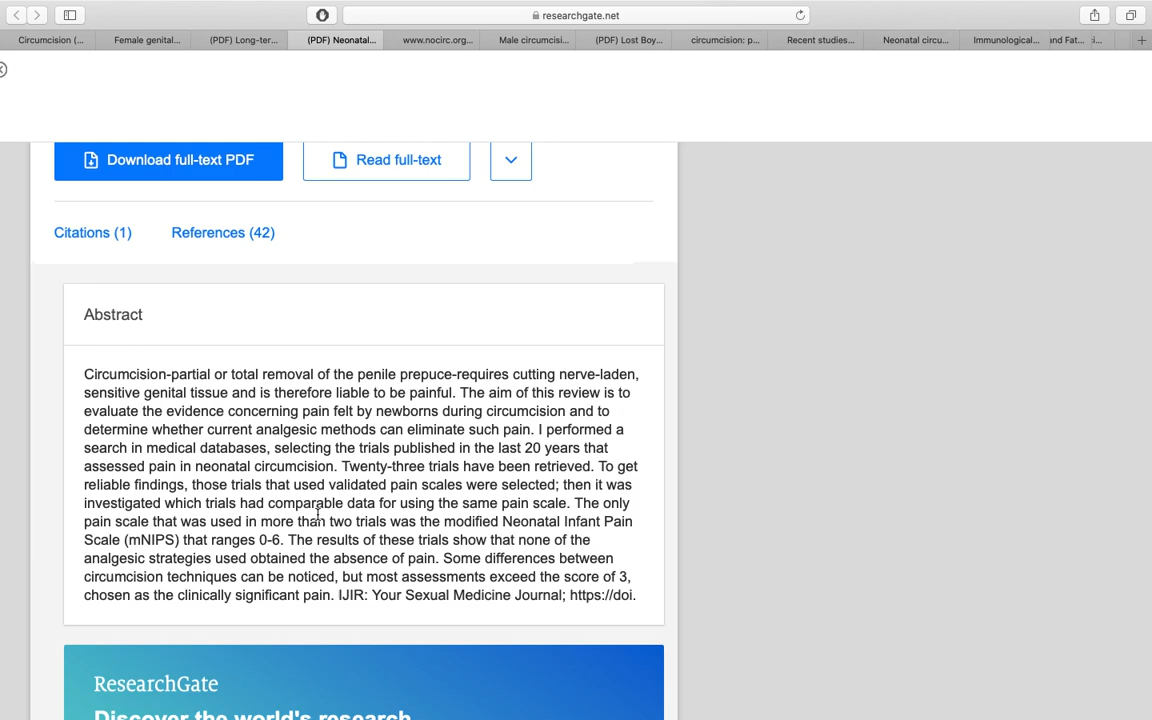 researchgate.net
Circumcision (...
Female genital...
(PDF) Long-ter...
(PDF) Neonatal...
www.nocirc.org...
Male circumcisi...
(PDF) Lost Boy...
circumcision: p...
Recent studies...
Neonatal circu...
Immunological...
and Fat...
Download full-text PDF
Read full-text
Citations (1)
References (42)
Abstract
Circumcision-partial or total removal of the penile prepuce-requires cutting nerve-laden,
sensitive genital tissue and is therefore liable to be painful. The aim of this review is to
evaluate the evidence concerning pain felt by newborns during circumcision and to
determine whether current analgesic methods can eliminate such pain. I performed a
search in medical databases, selecting the trials published in the last 20 years that
assessed pain in neonatal circumcision. Twenty-three trials have been retrieved. To get
reliable findings, those trials that used validated pain scales were selected; then it was
investigated which trials had comparable data for using the same pain scale. The only
pain scale that was used in more than two trials was the modified Neonatal Infant Pain
Scale (mNIPS) that ranges 0-6. The results of these trials show that none of the
analgesic strategies used obtained the absence of pain. Some differences between
circumcision techniques can be noticed, but most assessments exceed the score of 3,
chosen as the clinically significant pain. IJIR: Your Sexual Medicine Journal; https://doi.
ResearchGate
Discover the world's research